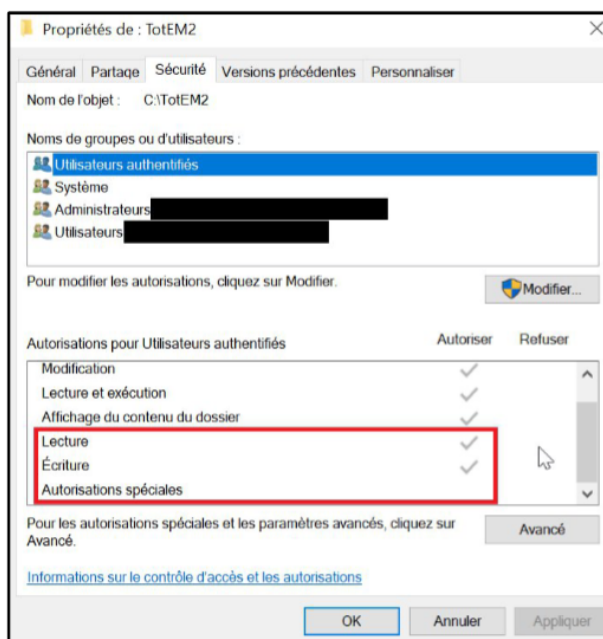 Propriétés de : TotEM2
Général Partage Sécurité Versions précédentes Personnaliser
Nom de l'objet : C:\TotEM2
Noms de groupes ou d'utilisateurs :
Utilisateurs authentifiés
Système
Administrateurs
Utilisateurs
Pour modifier les autorisations, cliquez sur Modifier.
Modifier...
Autorisations pour Utilisateurs authentifiés Autoriser Refuser
Modification
Lecture et exécution
Affichage du contenu du dossier
Lecture
Écriture
Autorisations spéciales
Pour les autorisations spéciales et les paramètres avancés, cliquez sur
Avancé.
Avancé
Informations sur le contrôle d'accès et les autorisations
OK Annuler Appliquer